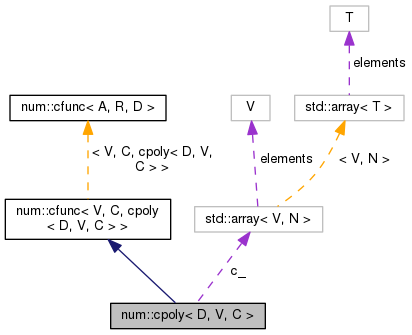 T
elements
num::cfunc< A, R, D >
V
std::array< T >
< V, C, cpoly< D, V,
C > >
elements
< V, N >
num::cfunc< V, C, cpoly
< D, V, C > >
std::array< V, N >
c_
num::cpoly< D, V, C >